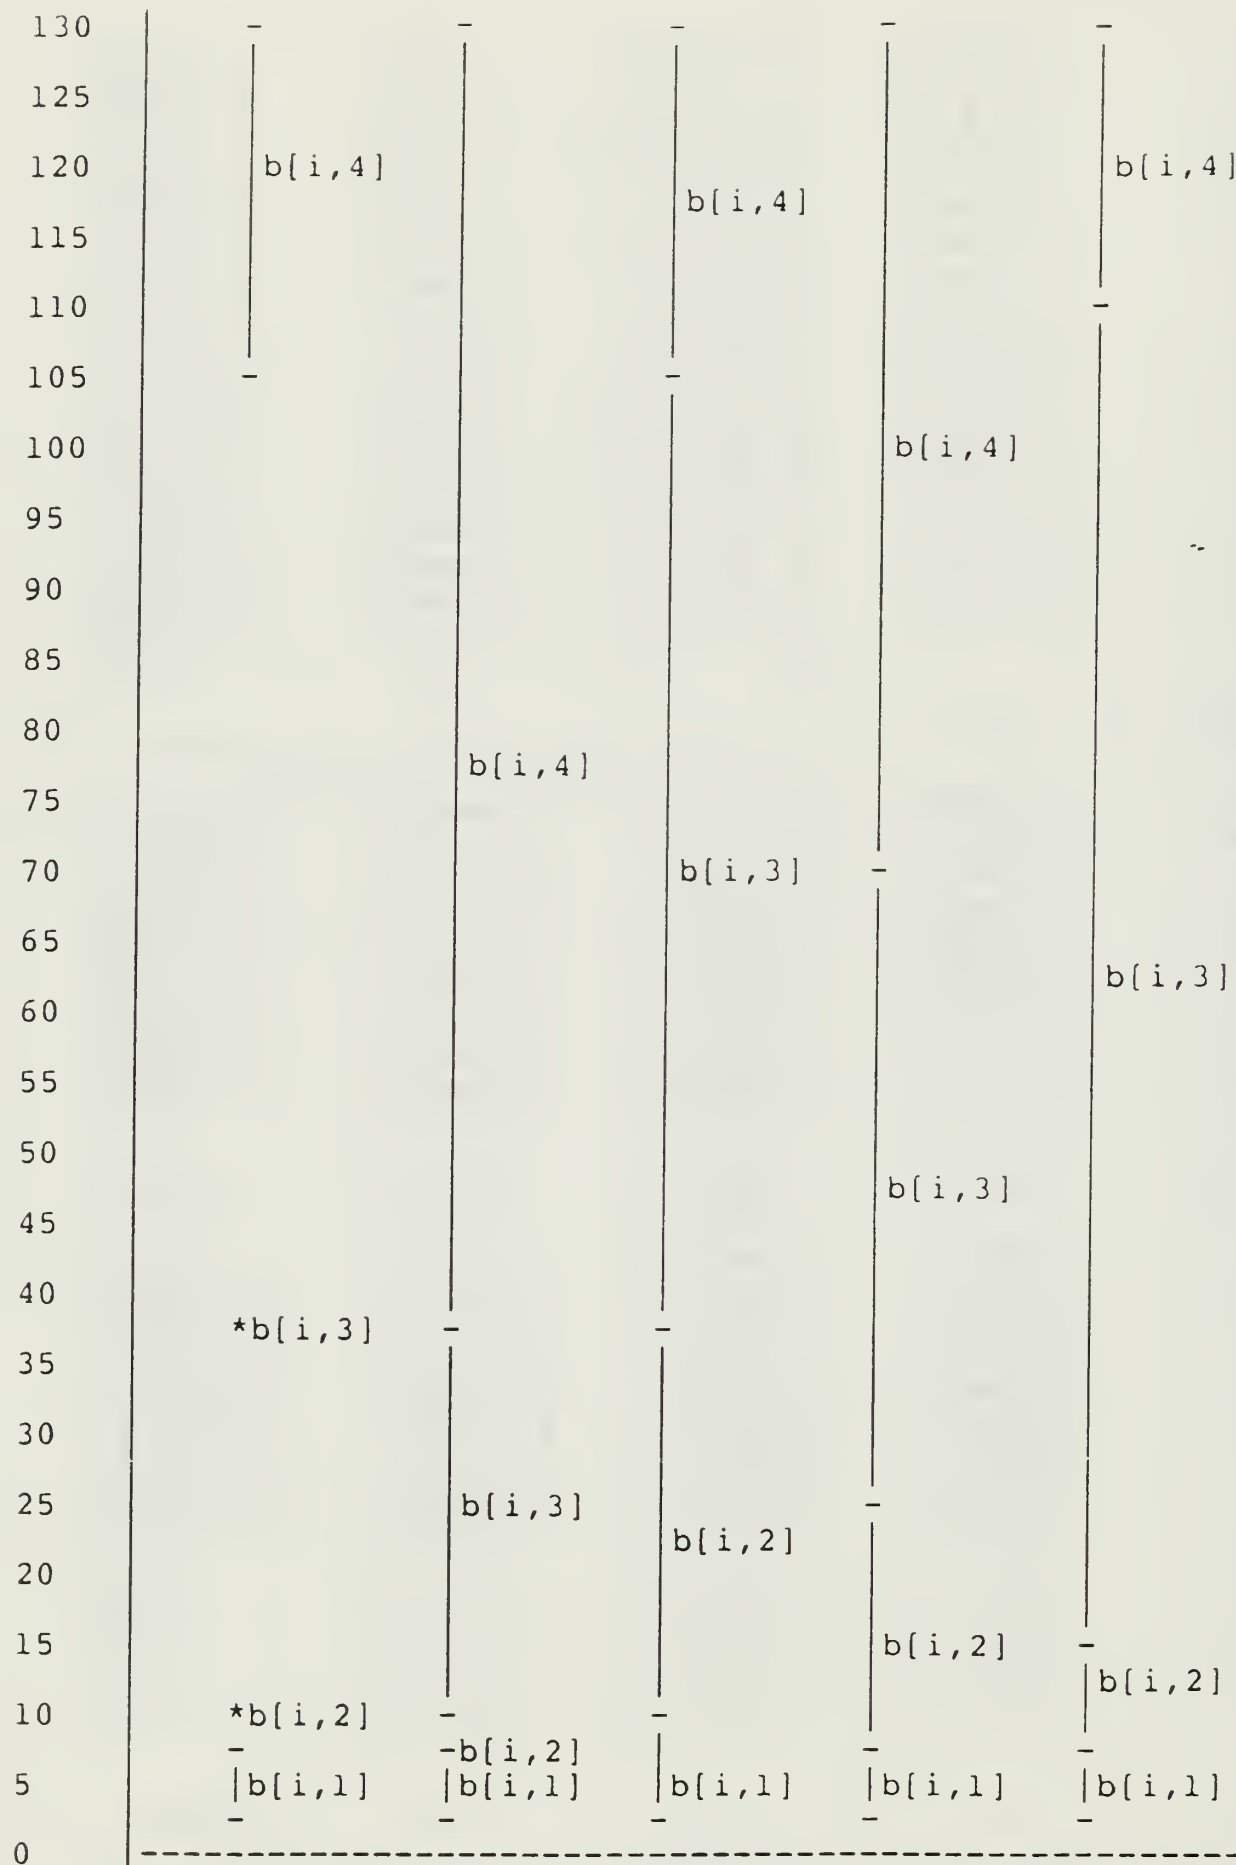 130 - - - - -
125
120 b[i,4] b[i,4]
b[i,4]
115
110 -
105 - -
100 b[i,4]
95
90
85
80
b[i,4]
75
70 b[i,3] -
65
b[i,3]
60
55
50
b[i,3]
45
40
*b[i,3] - -
35
30
25 b[i,3] -
b[i,2]
20
15 b[i,2] -
b[i,2]
10 *b[i,2] - -
- -b[i,2] - -
5 |b[i,1] |b[i,1] |b[i,1] |b[i,1] |b[i,1]
- - - -
0 ----------------------------------------------------